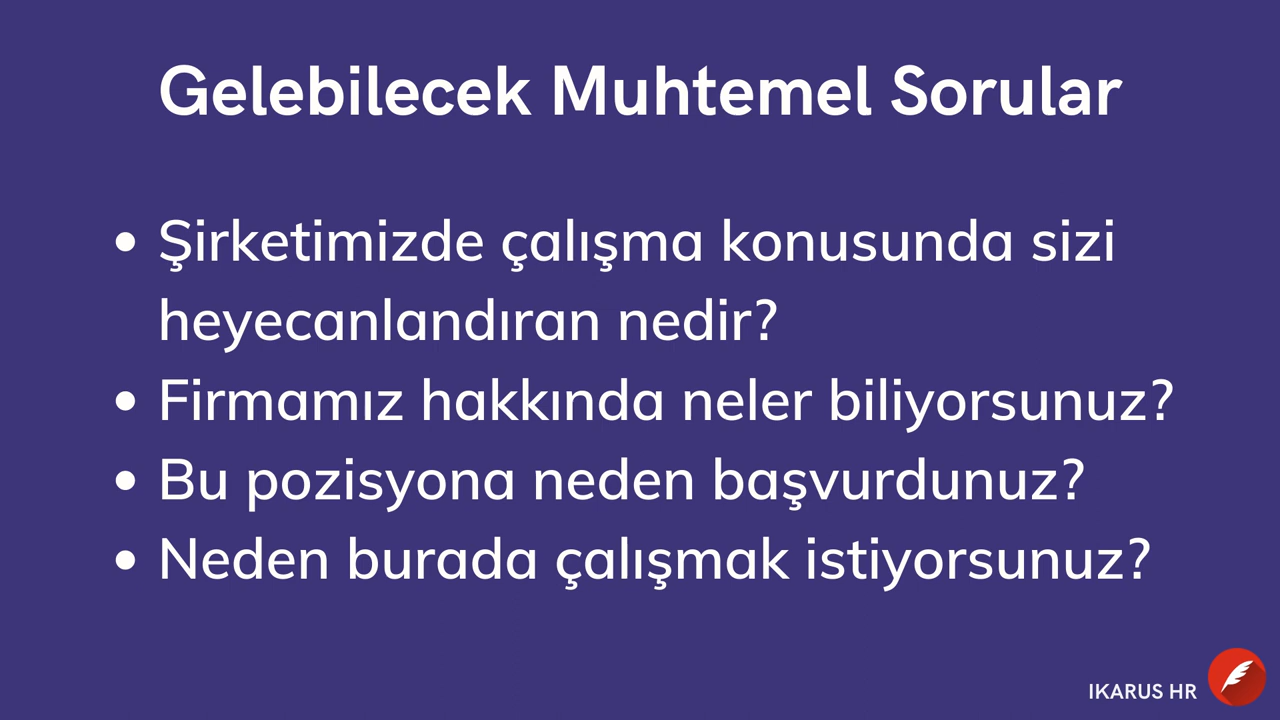 Gelebilecek Muhtemel Sorular
• Şirketimizde çalışma konusunda sizi
heyecanlandıran nedir?
• Firmamız hakkında neler biliyorsunuz?
• Bu pozisyona neden başvurdunuz?
• Neden burada çalışmak istiyorsunuz?
IKARUS HR